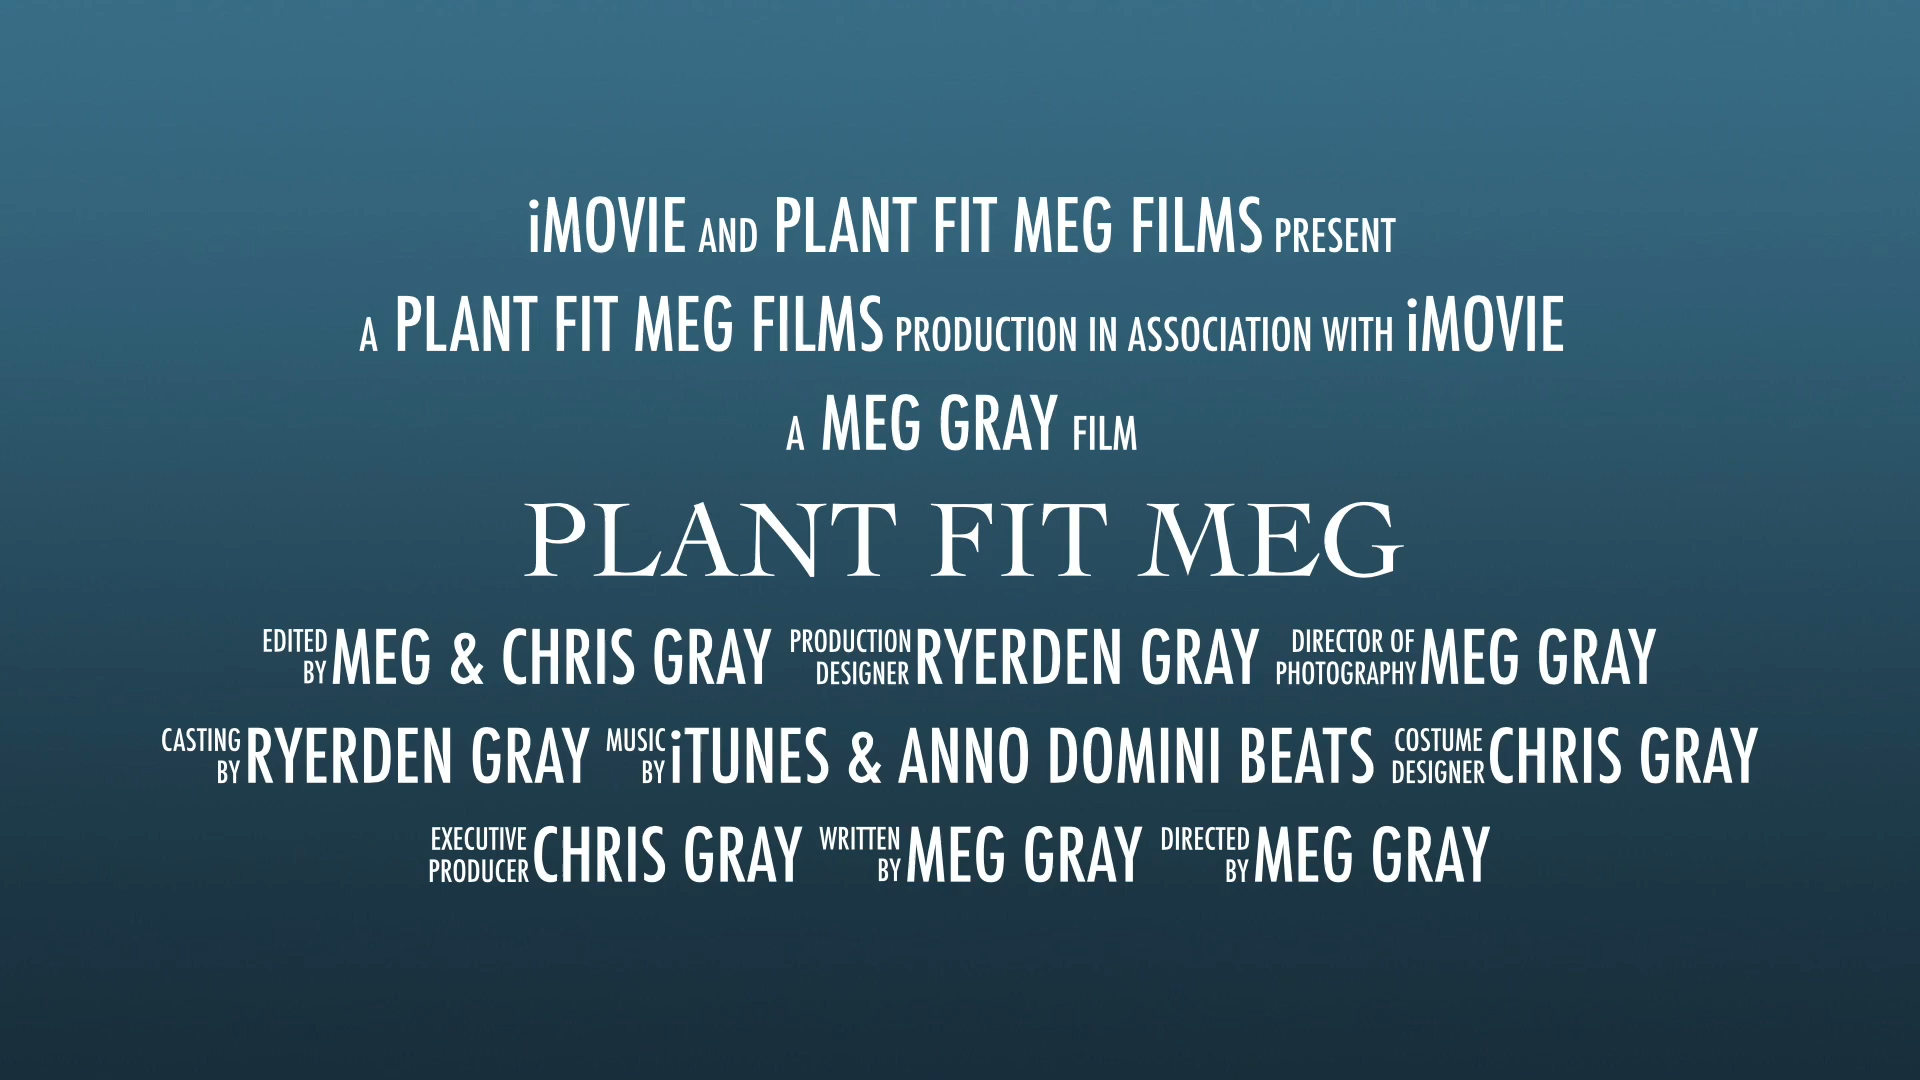 iMOVIE AND PLANT FIT MEG FILMS PRESENT
A PLANT FIT MEG FILMS PRODUCTION IN ASSOCIATION WITH iMOVIE
A MEG GRAY FILM
PLANT FIT MEG
EDITED BY MEG & CHRIS GRAY PRODUCTION DESIGNER RYERDEN GRAY DIRECTOR OF PHOTOGRAPHY MEG GRAY
CASTING BY RYERDEN GRAY MUSIC BY iTUNES & ANNO DOMINI BEATS COSTUME DESIGNER CHRIS GRAY
EXECUTIVE PRODUCER CHRIS GRAY WRITTEN BY MEG GRAY DIRECTED BY MEG GRAY